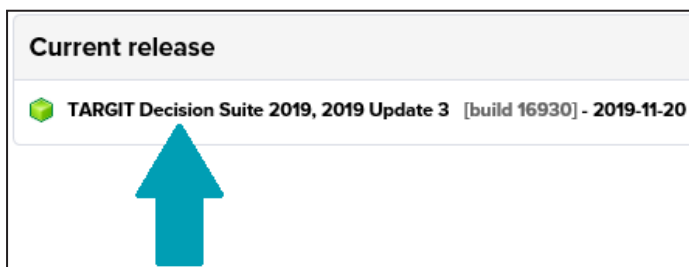 Current release
TARGIT Decision Suite 2019, 2019 Update 3 [build 16930] - 2019-11-20